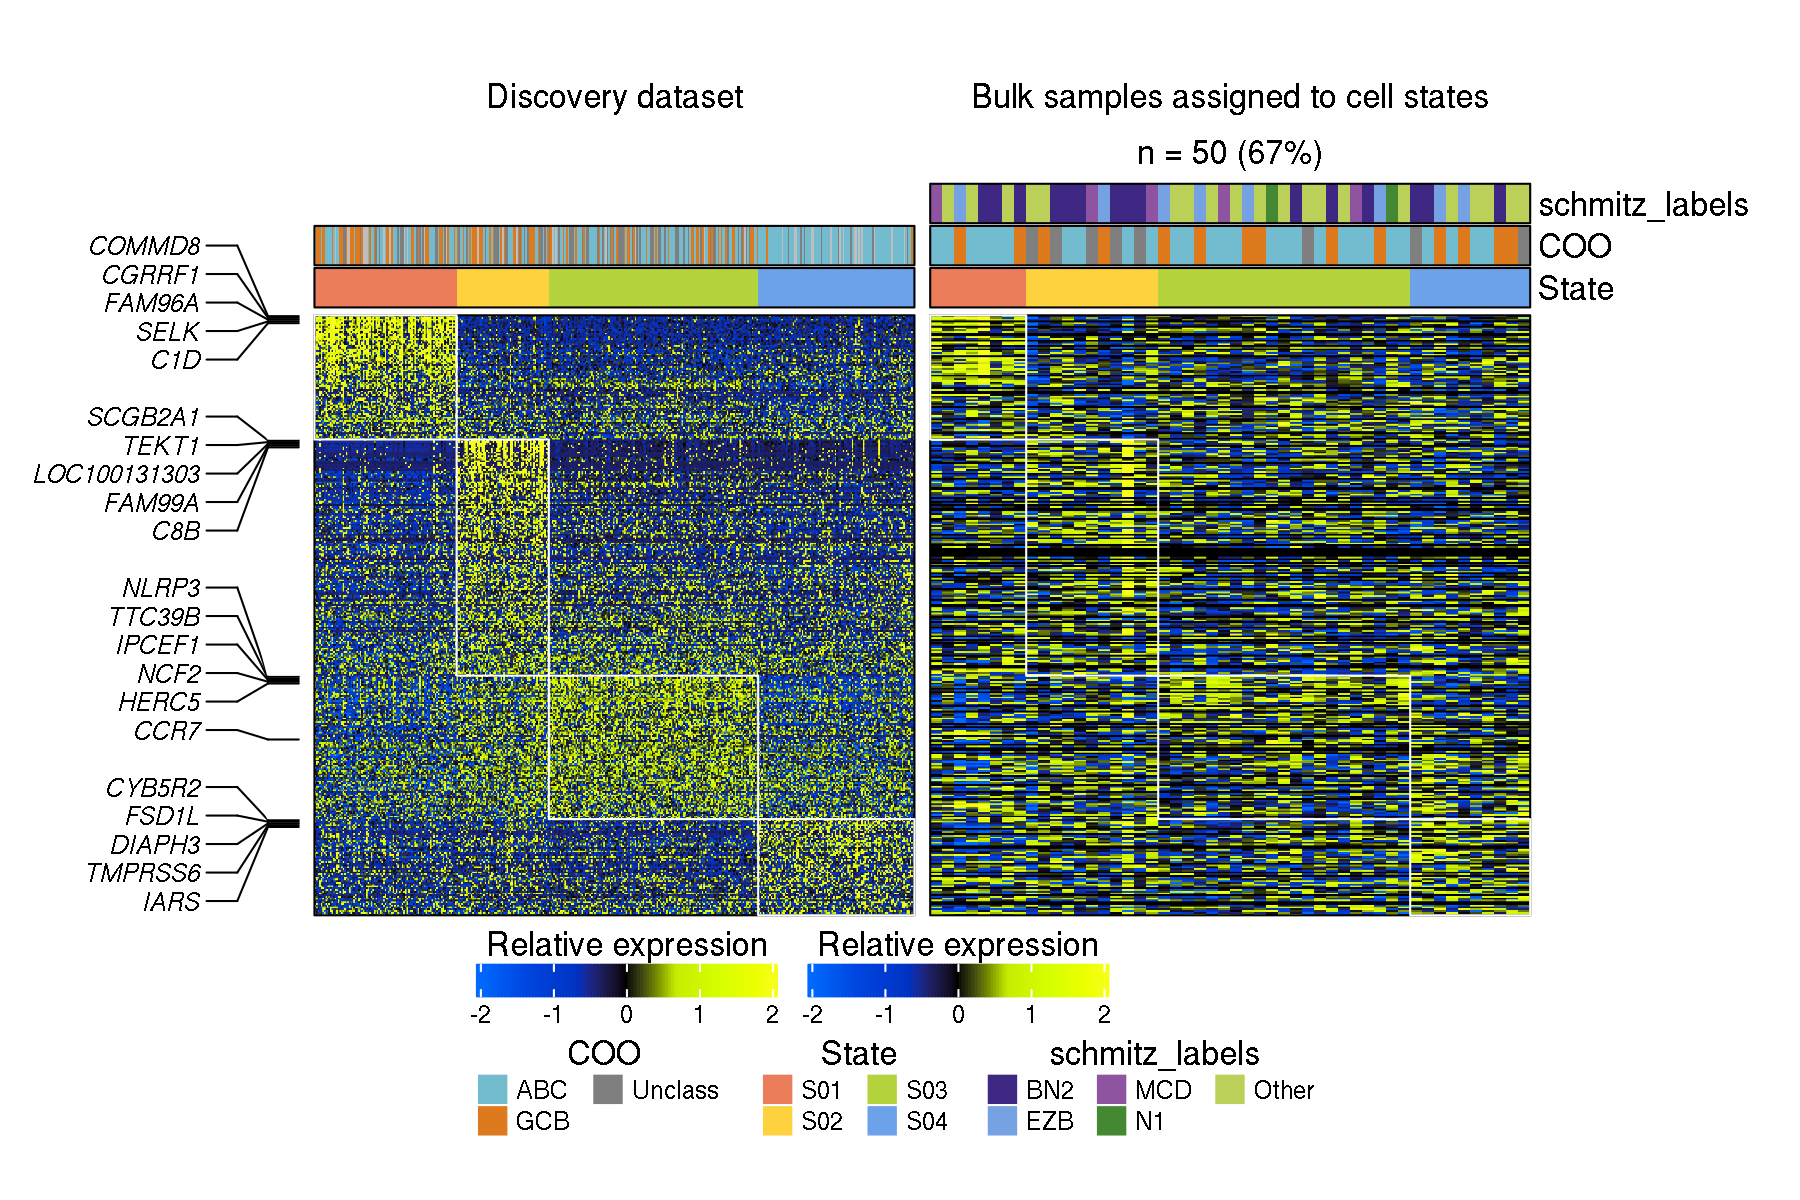 Discovery dataset
Bulk samples assigned to cell states
n = 50 (67%)
schmitz_labels
COO
State
COMMD8
CGRRF1
FAM96A
SELK
C1D
SCGB2A1
TEKT1
LOC100131303
FAM99A
C8B
NLRP3
TTC39B
IPCEF1
NCF2
HERC5
CCR7
CYB5R2
FSD1L
DIAPH3
TMPRSS6
IARS
Relative expression Relative expression
-2 -1 0 1 2 -2 -1 0 1 2
COO State schmitz_labels
ABC Unclass S01 S03 BN2 MCD Other
GCB S02 S04 EZB N1